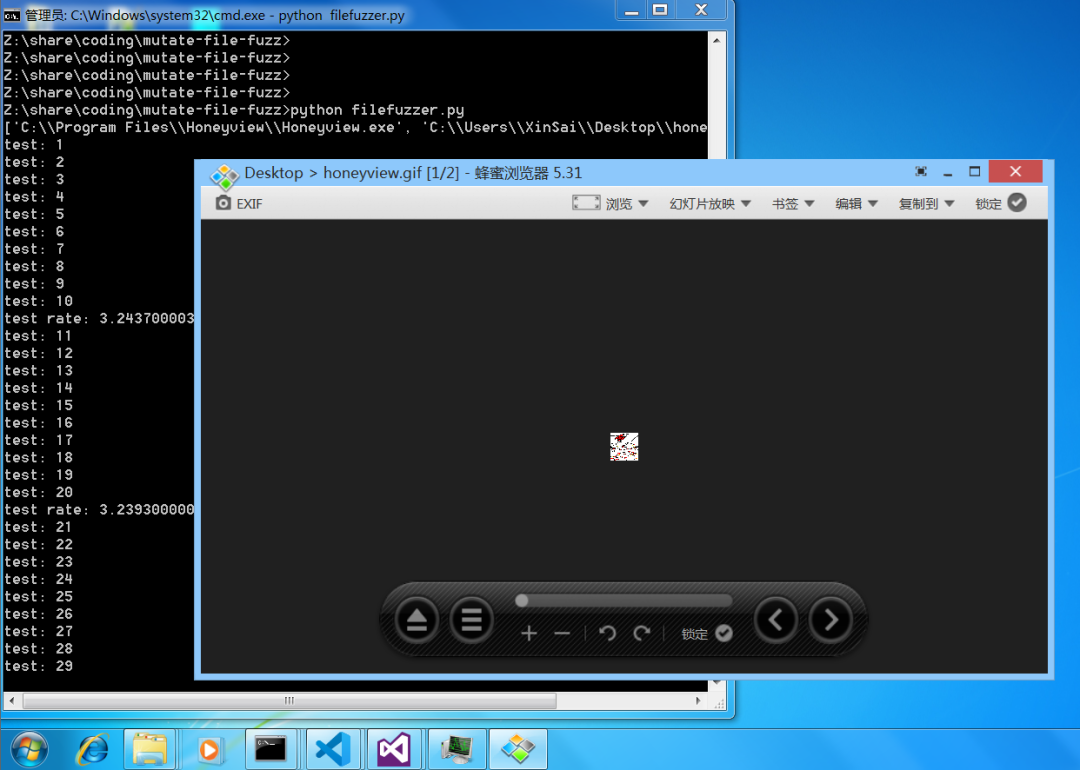 管理员: C:\Windows\system32\cmd.exe - python  filefuzzer.py
Z:\share\coding\mutate-file-fuzz>
Z:\share\coding\mutate-file-fuzz>
Z:\share\coding\mutate-file-fuzz>
Z:\share\coding\mutate-file-fuzz>
Z:\share\coding\mutate-file-fuzz>python filefuzzer.py
['C:\\Program Files\\Honeyview\\Honeyview.exe', 'C:\\Users\\XinSai\\Desktop\\hone
test: 1
test: 2
test: 3
test: 4
test: 5
test: 6
test: 7
test: 8
test: 9
test: 10
test rate: 3.243700003
test: 11
test: 12
test: 13
test: 14
test: 15
test: 16
test: 17
test: 18
test: 19
test: 20
test rate: 3.239300000
test: 21
test: 22
test: 23
test: 24
test: 25
test: 26
test: 27
test: 28
test: 29
Desktop > honeyview.gif [1/2] - 蜂蜜浏览器 5.31
EXIF 浏览 幻灯片放映 书签 编辑 复制到 锁定
锁定